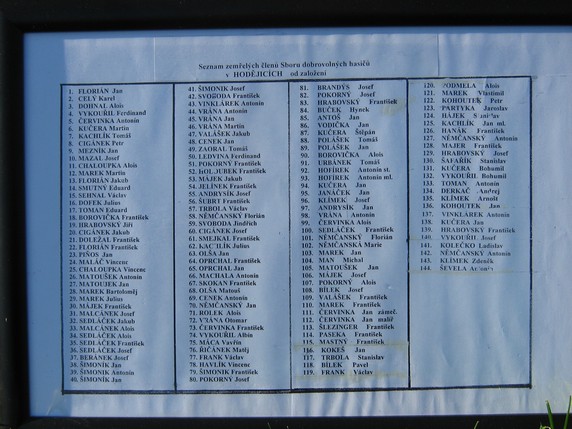 Seznam zemřelých členů Sboru dobrovolných hasičů
v HODĚJICÍCH od založení
1. FLORIÁN Jan
2. CELÝ Karel
3. DOHNAL Alois
4. VYKOUŘIL Ferdinand
5. ČERVINKA Antonín
6. KUČERA Martin
7. KACHLÍK Tomáš
8. CIGÁNEK Petr
9. MEZNÍK Jan
10. MAZAL Josef
11. CHALOUPKA Alois
12. MAREK Martin
13. FLORIÁN Jakub
14. SMUTNÝ Eduard
15. SEHNAL Václav
16. DOFEK Julius
17. TOMAN Eduard
18. BOROVIČKA František
19. HRABOVSKÝ Jiří
20. CIGÁNEK Jakub
21. DOLEŽAL František
22. FLORIÁN František
23. PIŇOS Jan
24. MALÁČ Vincenc
25. CHALOUPKA Vincenc
26. MATOUŠEK Antonín
27. MATOUŠEK Jan
28. MAREK Bartoloměj
29. MAREK Julius
30. MÁJEK František
31. MALCÁNEK Josef
32. SEDLÁČEK Jakub
33. MALCÁNEK Alois
34. SEDLÁČEK Alois
35. SEDLÁČEK František
36. SEDLÁČEK Josef
37. BERÁNEK Josef
38. ŠIMONÍK Jan
39. ŠIMONÍK Antonín
40. ŠIMONÍK Jan
41. ŠIMONÍK Josef
42. SVOBODA František
43. VINKLÁREK Antonín
44. VRÁNA Antonín
45. VRÁNA Jan
46. VRÁNA Martin
47. VALÁŠEK Jakub
48. CENEK Jan
49. ZAORAL Tomáš
50. LEDVINA Ferdinand
51. POKORNÝ František
52. HOLOUBEK František
53. MÁJEK Jakub
54. JELÍNEK František
55. ANDRYSÍK Josef
56. ŠUBRT František
57. TRBOLA Václav
58. NĚMČANSKÝ Florián
59. SVOBODA Jindřich
60. CIGÁNEK Josef
61. SMEJKAL František
62. KACHLÍK Julius
63. OLŠA Jan
64. OPRCHAL František
65. OPRCHAL Jan
66. MACHALA Antonín
67. SKOKAN František
68. OLŠA Matouš
69. CENEK Antonín
70. NĚMČANSKÝ Jan
71. ROLEK Alois
72. VRÁNA Otomar
73. ČERVINKA František
74. VYKOUŘIL Albín
75. MÁCA Vavřín
76. ŘIČÁNEK Matěj
77. FRANK Václav
78. HAVLÍK Vincenc
79. ŠIMONÍK František
80. POKORNÝ Josef
81. BRANDÝS Josef
82. POKORNÝ Josef
83. HRABOVSKÝ František
84. BUČEK Hynek
85. ANTOŠ Jan
86. VODIČKA Jan
87. KUČERA Štěpán
88. POLÁŠEK Tomáš
89. POLÁŠEK Jan
90. BOROVIČKA Alois
91. URBÁNEK Tomáš
92. HOFÍREK Antonín st.
93. HOFÍREK Antonín ml.
94. KUČERA Jan
95. JANÁČEK Jan
96. KLÍMEK Jan
97. ANDRYSÍK Jan
98. VRÁNA Antonín
99. ČERVINKA Alois
100. SEDLÁČEK František
101. NĚMČANSKÝ Florián
102. NĚMČANSKÁ Marie
103. MAREK Jan
104. MAN Michal
105. MATOUŠEK Jan
106. MÁJEK Josef
107. POKORNÝ Alois
108. BÍLEK Josef
109. VALÁŠEK František
110. MAREK František
111. ČERVINKA Jan zámeč.
112. ČERVINKA Jan malíř
113. ŠLEZINGER František
114. PASEKA František
115. MASTNÝ František
116. KOKEŠ Jan
117. TRBOLA Stanislav
118. BÍLEK Pavel
119. FRANK Václav
120. VODMELA Alois
121. MAREK Vlastimil
122. KOHOUTEK Petr
123. PARTYKA Jaroslav
124. HÁJEK Stanislav
125. KACHLÍK Jan ml.
126. HANÁK František
127. NĚMČANSKÝ Antonín
128. MAJER František
129. HRABOVSKÝ Josef
130. ŠAFAŘÍK Stanislav
131. KUČERA Bohumil
132. VYKOUŘIL Bohumil
133. TOMAN Antonín
134. DRKAČ Andrej
135. KLÍMEK Arnošt
136. KOHOUTEK Jan
137. VINKLÁREK Antonín
138. KUČERA Jan
139. HRABOVSKÝ František
140. VYKOUŘIL Josef
141. KOLEČKO Ladislav
142. NĚMČANSKÝ Antonín
143. KLÍMEK Zdeněk
144. ŠEVELA Antonín